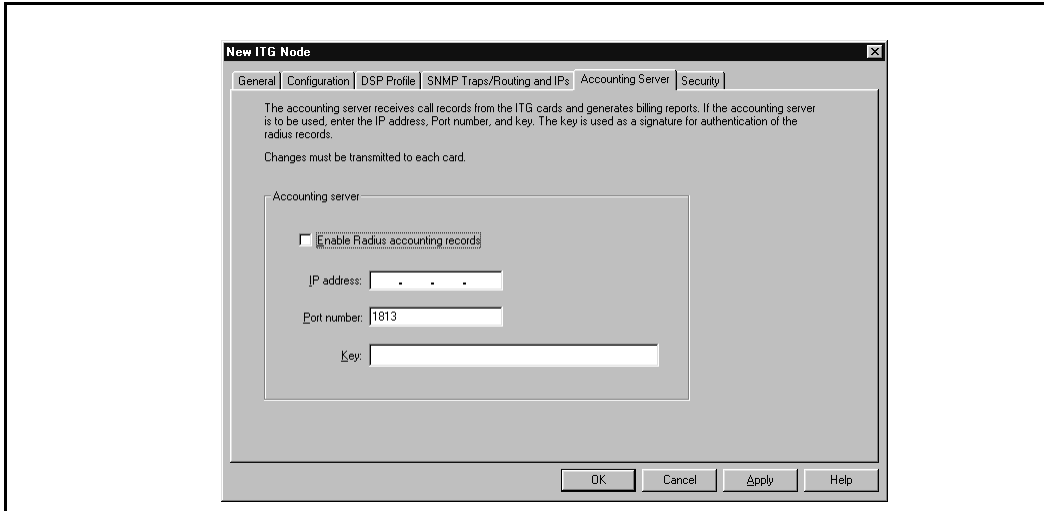 New ITG Node
General Configuration DSP Profile SNMP Traps/Routing and IPs Accounting Server Security
The accounting server receives call records from the ITG cards and generates billing reports. If the accounting server
is to be used, enter the IP address, Port number, and key. The key is used as a signature for authentication of the
radius records.
Changes must be transmitted to each card.
Accounting server
Enable Radius accounting records
IP address: . . .
Port number: 1813
Key:
OK Cancel Apply Help